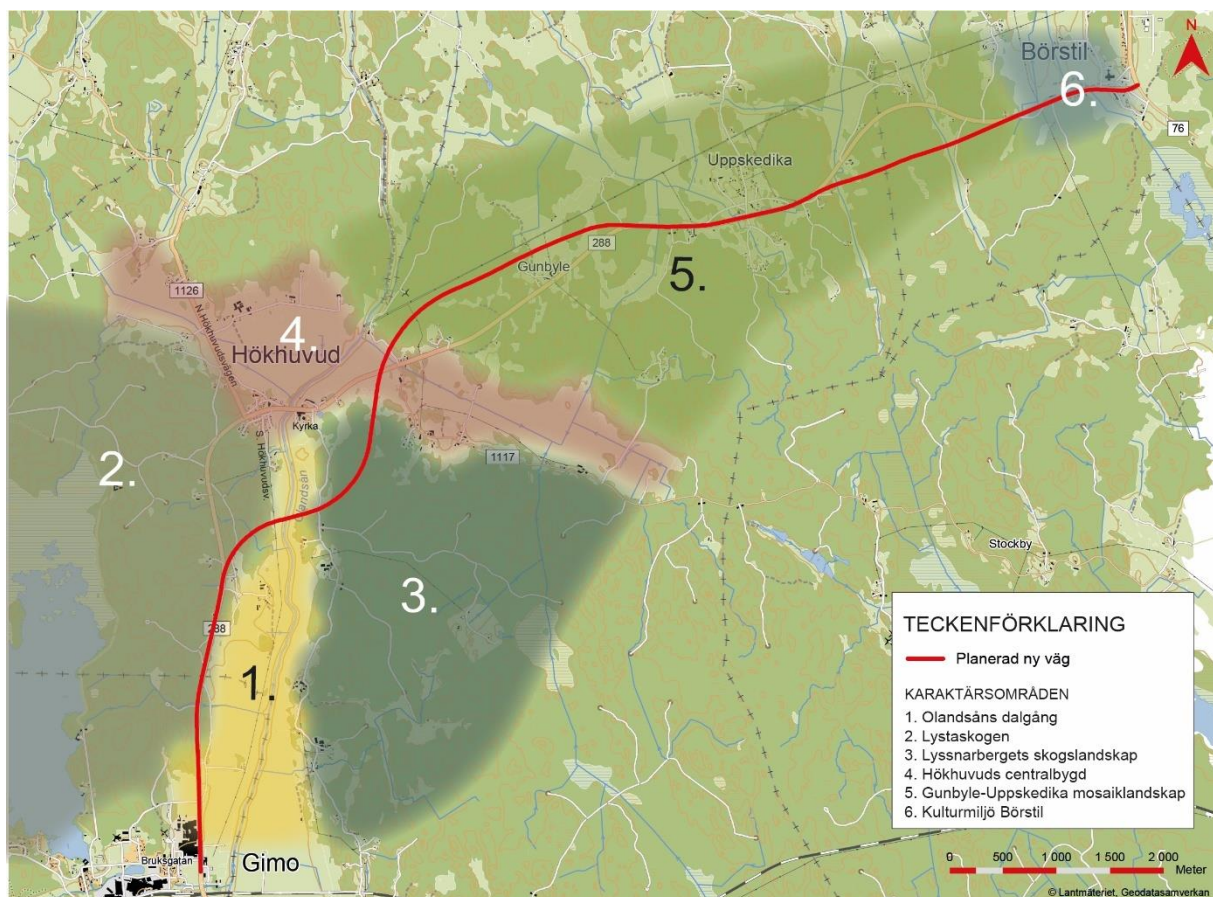 N
Börstil
6.
76
Uppskedika
288
Gunbyle
5.
1126
N.Hökhuvudsvägen
4.
Hökhuvud
Kyrka
S. Hökhuvudsv.
Olandsån
1117
2.
3.
Stockby
288
1.
Bruksgatan
Gimo
TECKENFÖRKLARING
Planerad ny väg
KARAKTÄRSOMRÅDEN
1. Olandsåns dalgång
2. Lystaskogen
3. Lyssnarbergets skogslandskap
4. Hökhuvuds centralbygd
5. Gunbyle-Uppskedika mosaiklandskap
6. Kulturmiljö Börstil
0 500 1 000 1 500 2 000
Meter
© Lantmäteriet, Geodatasamverkan